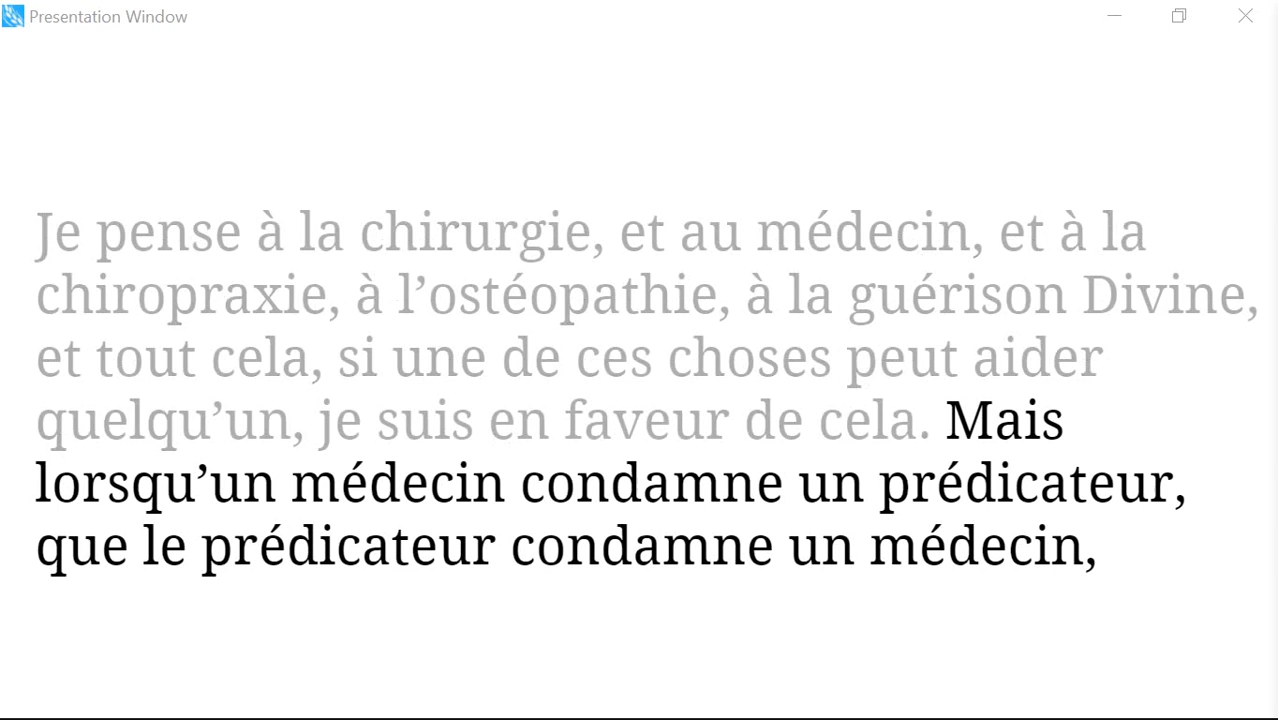 Presentation Window
Je pense à la chirurgie, et au médecin, et à la
chiropraxie, à l’ostéopathie, à la guérison Divine,
et tout cela, si une de ces choses peut aider
quelqu’un, je suis en faveur de cela. Mais
lorsqu’un médecin condamne un prédicateur,
que le prédicateur condamne un médecin,